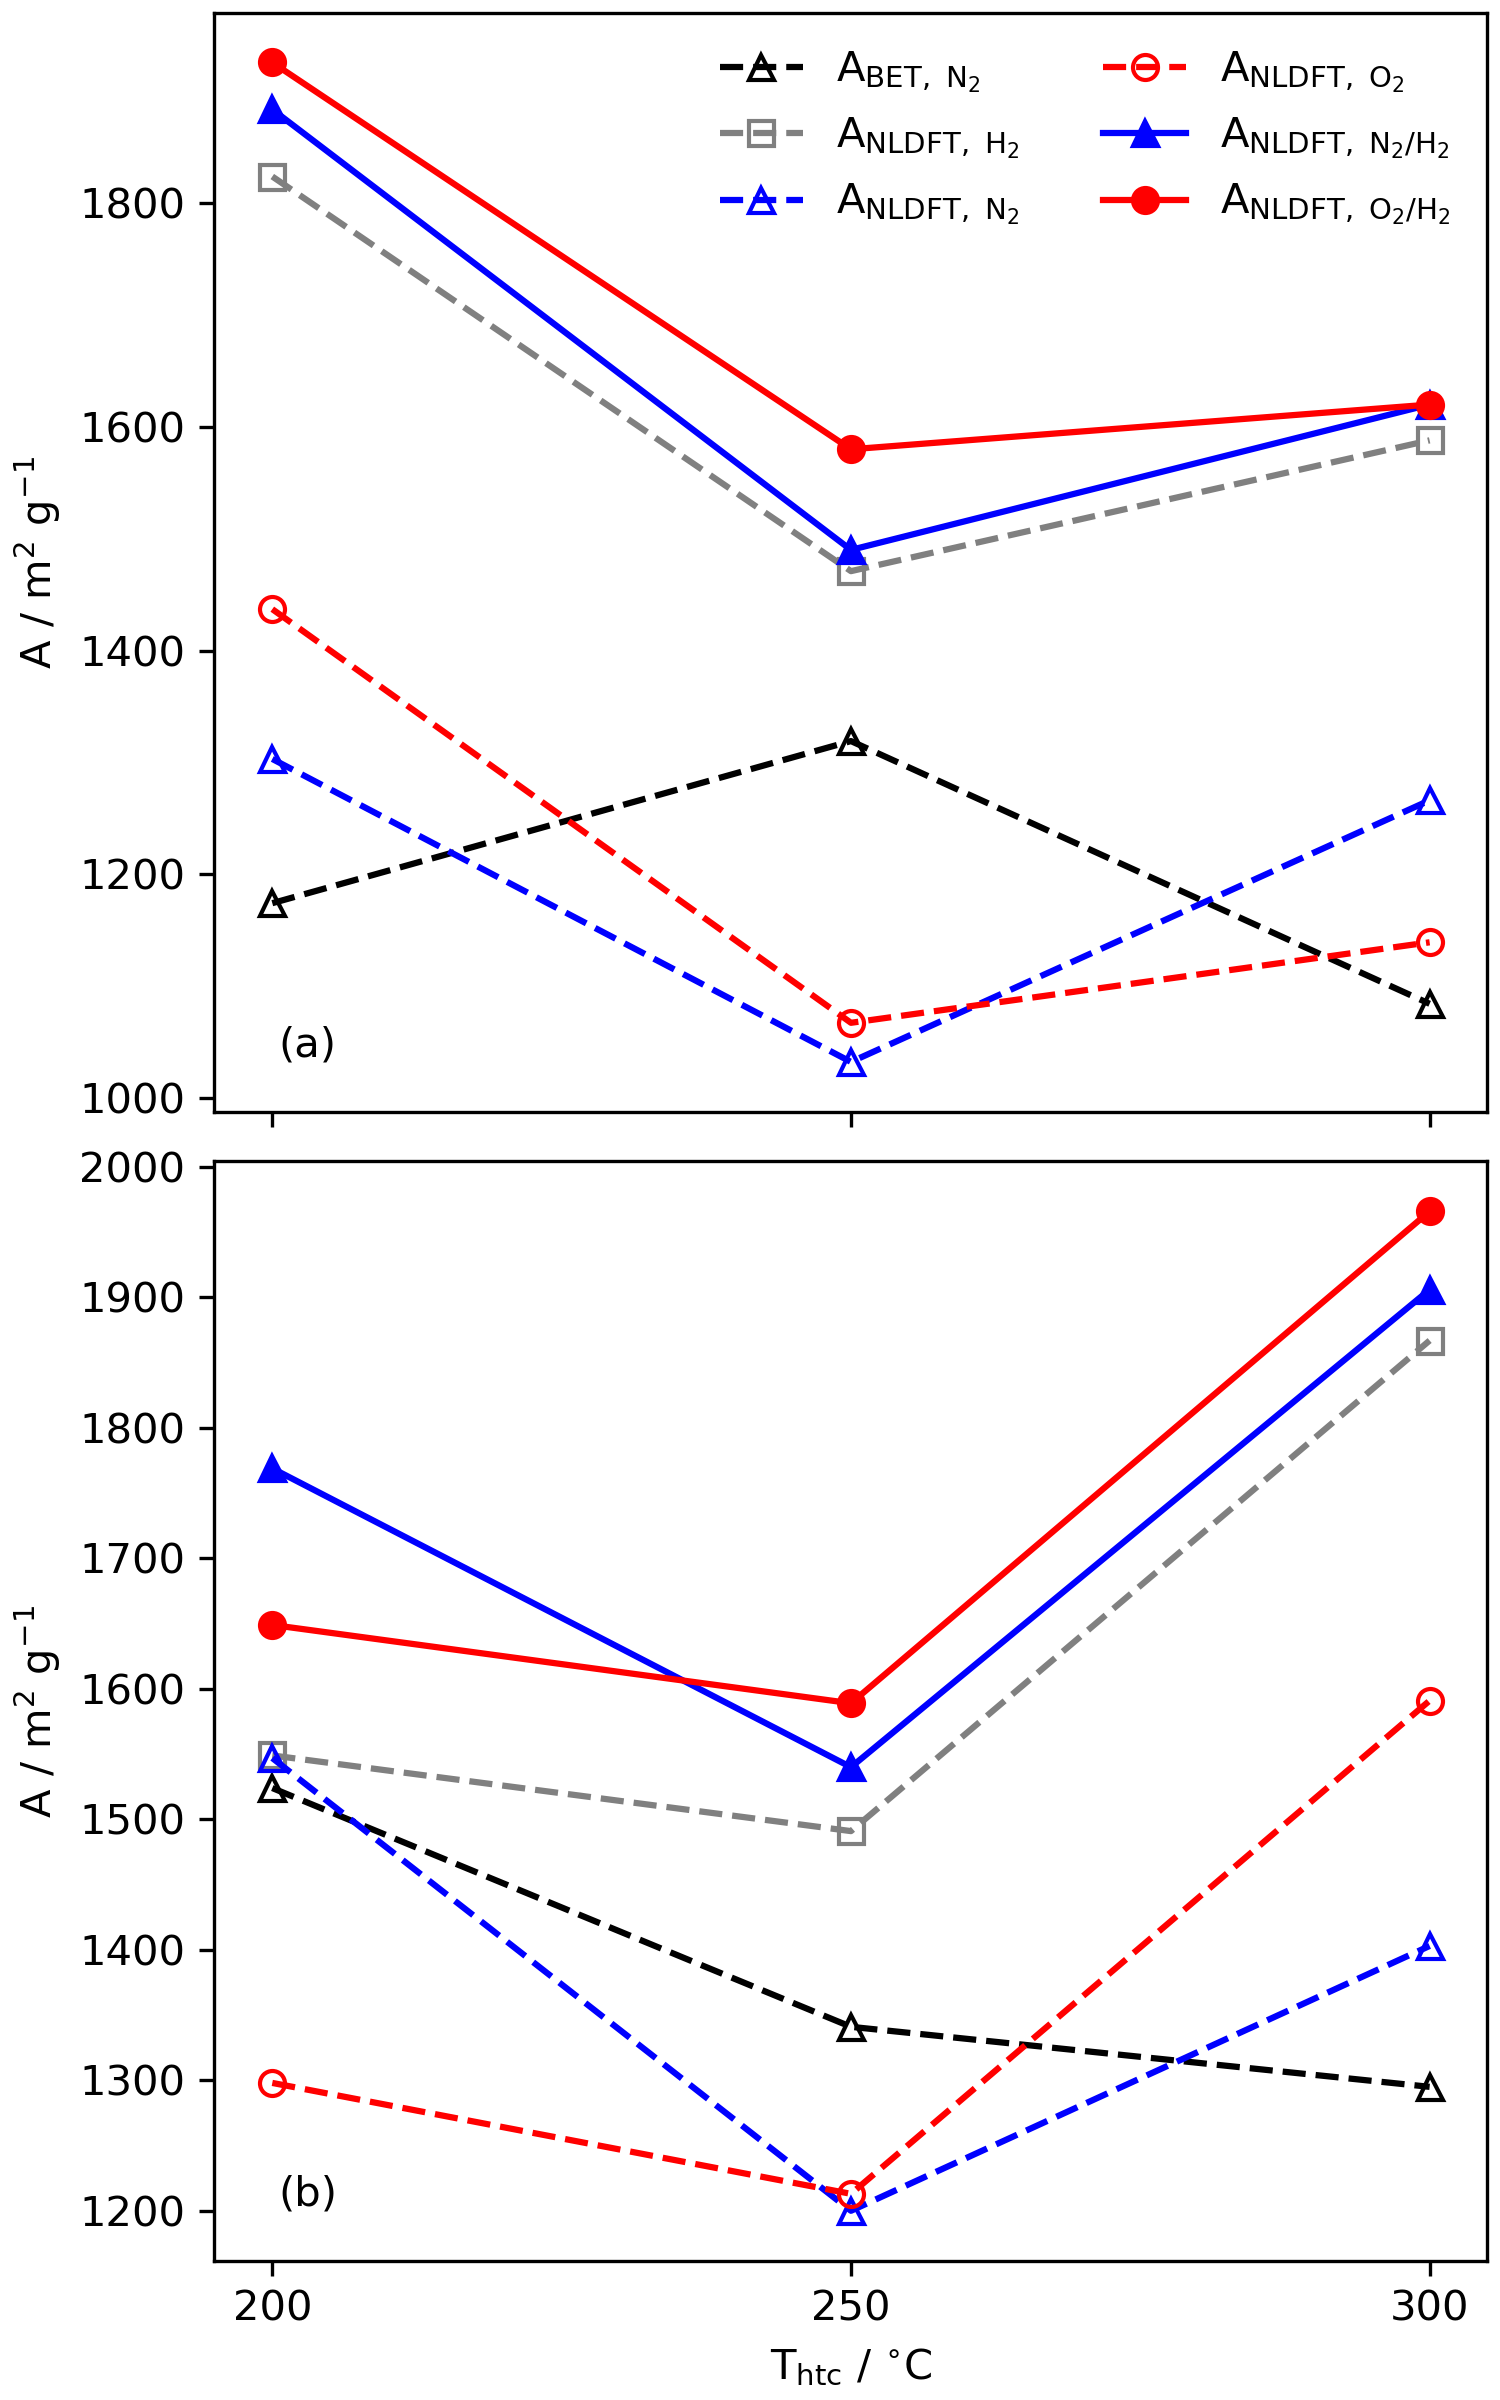 A_BET, N₂
A_NLDFT, H₂
A_NLDFT, N₂
A_NLDFT, O₂
A_NLDFT, N₂/H₂
A_NLDFT, O₂/H₂
1800
1600
1400
1200
1000
A / m² g⁻¹
(a)
2000
1900
1800
1700
1600
1500
1400
1300
1200
A / m² g⁻¹
(b)
200 250 300
T_htc / °C